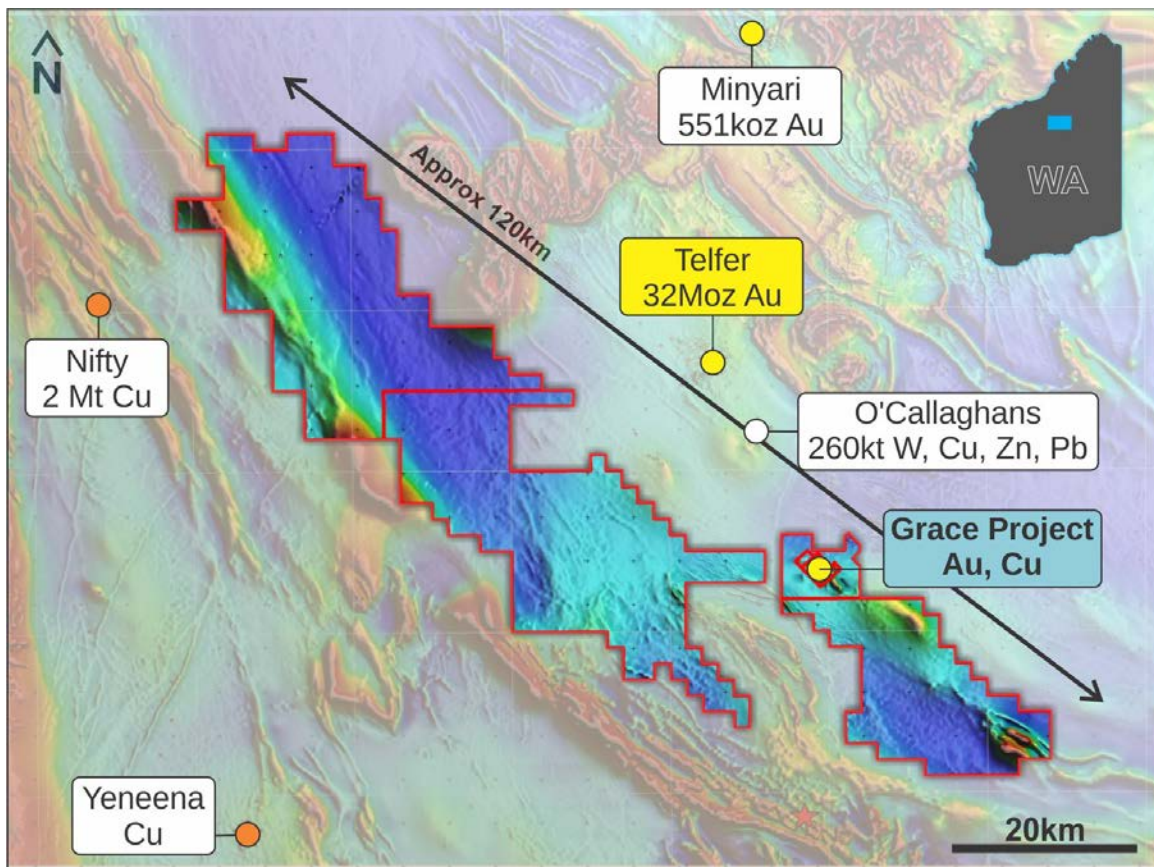 N
Minyari
551koz Au
WA
Approx 120km
Telfer
32Moz Au
Nifty
2 Mt Cu
O'Callaghans
260kt W, Cu, Zn, Pb
Grace Project
Au, Cu
Yeneena
Cu
20km